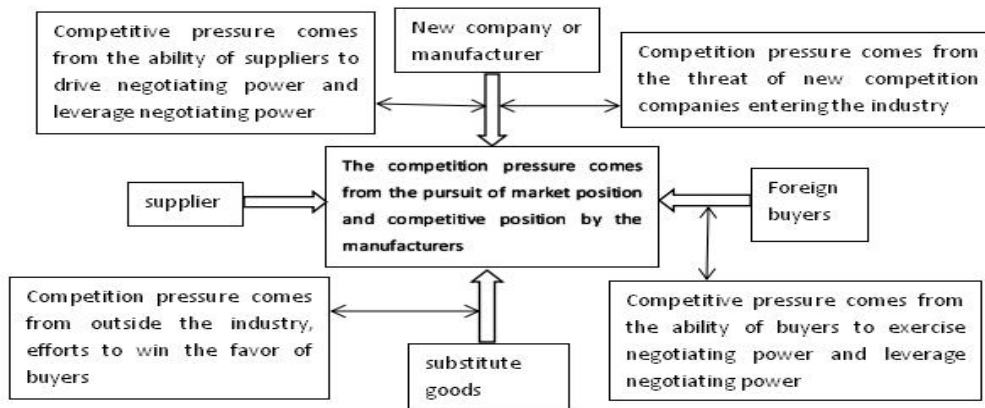 Competitive pressure comes
from the ability of suppliers to
drive negotiating power and
leverage negotiating power
New company or
manufacturer
Competition pressure comes from
the threat of new competition
companies entering the industry
supplier
The competition pressure comes
from the pursuit of market position
and competitive position by the
manufacturers
Foreign
buyers
Competition pressure comes
from outside the industry,
efforts to win the favor of
buyers
substitute
goods
Competitive pressure comes from
the ability of buyers to exercise
negotiating power and leverage
negotiating power